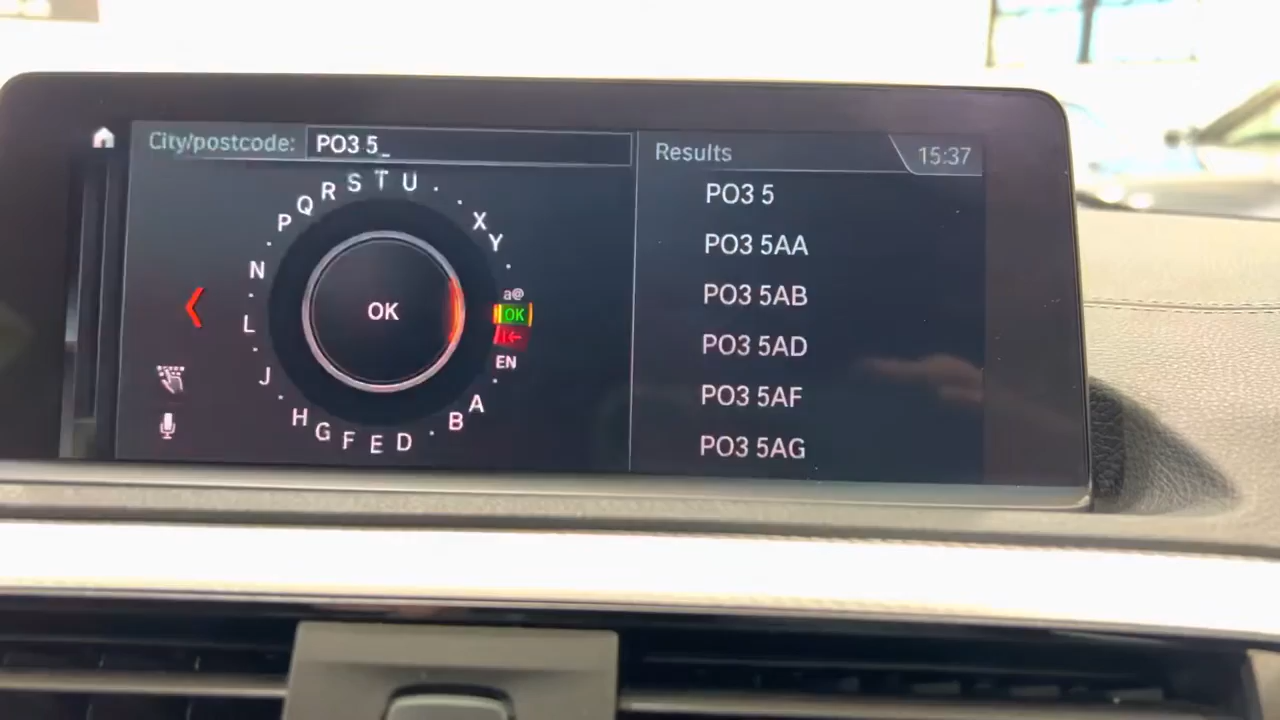 City/postcode: PO3 5_
Results
15:37
PO3 5
PO3 5AA
PO3 5AB
PO3 5AD
PO3 5AF
PO3 5AG
OK
P Q R S T U . . X Y .
a@
OK
EN
. A B . D E F G H . J . L . N .